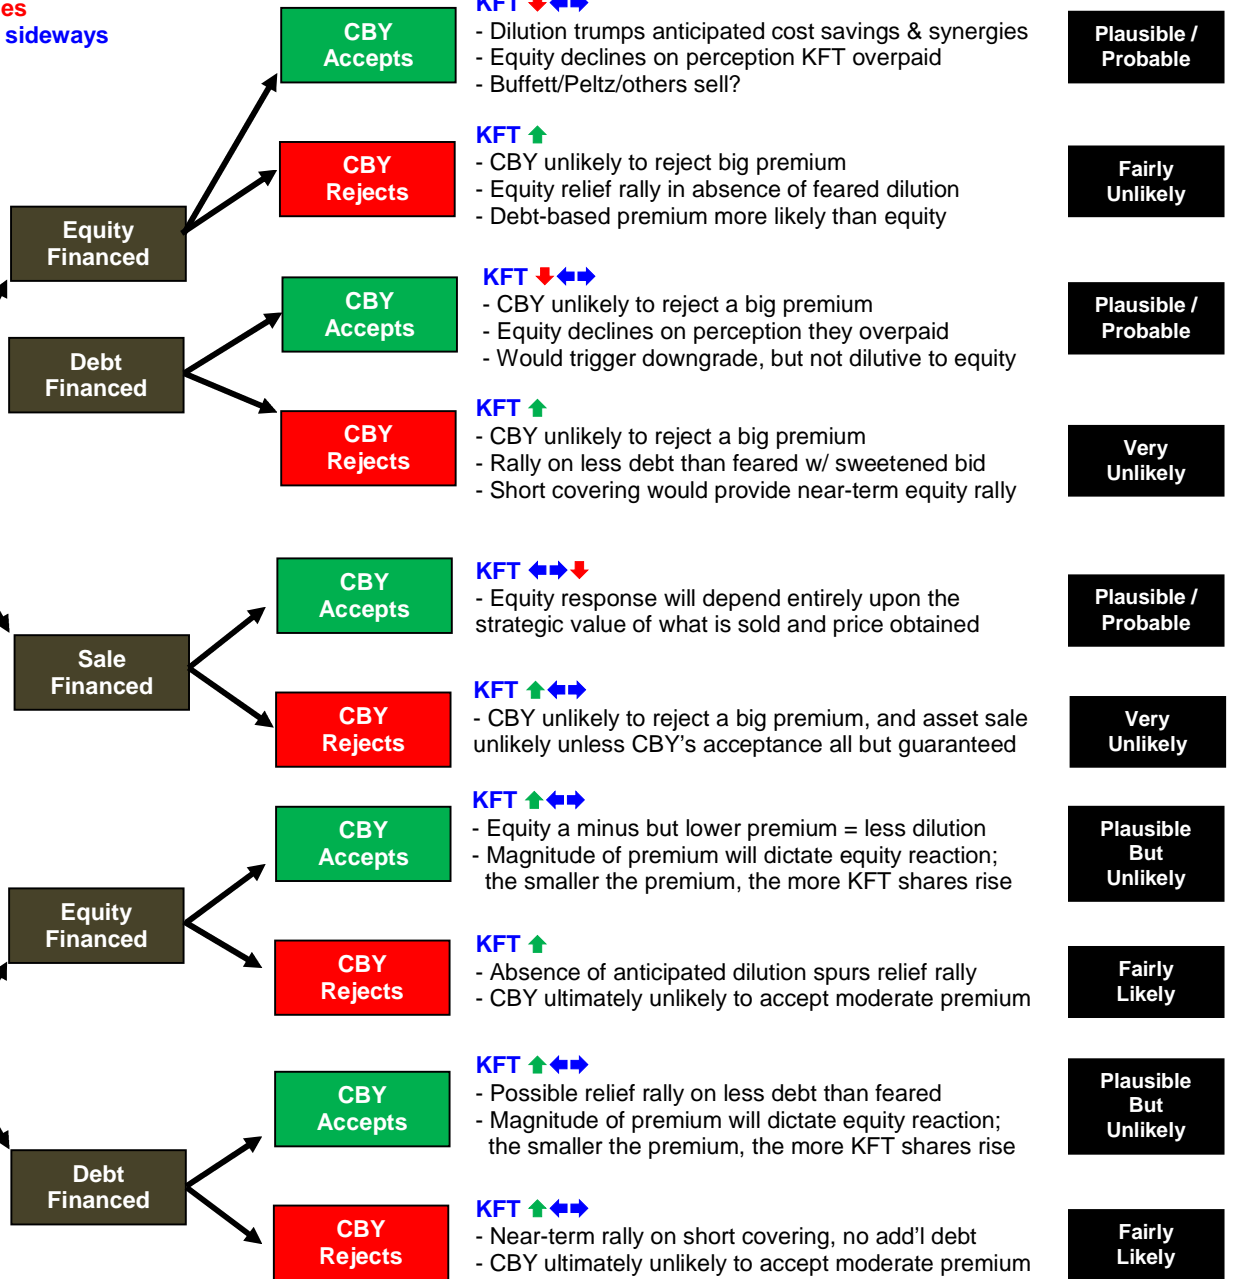 es
sideways
CBY
Accepts
KFT
- Dilution trumps anticipated cost savings & synergies
- Equity declines on perception KFT overpaid
- Buffett/Peltz/others sell?
Plausible /
Probable
CBY
Rejects
KFT
- CBY unlikely to reject big premium
- Equity relief rally in absence of feared dilution
- Debt-based premium more likely than equity
Fairly
Unlikely
Equity
Financed
CBY
Accepts
KFT
- CBY unlikely to reject a big premium
- Equity declines on perception they overpaid
- Would trigger downgrade, but not dilutive to equity
Plausible /
Probable
Debt
Financed
CBY
Rejects
KFT
- CBY unlikely to reject a big premium
- Rally on less debt than feared w/ sweetened bid
- Short covering would provide near-term equity rally
Very
Unlikely
CBY
Accepts
KFT
- Equity response will depend entirely upon the
strategic value of what is sold and price obtained
Plausible /
Probable
Sale
Financed
CBY
Rejects
KFT
- CBY unlikely to reject a big premium, and asset sale
unlikely unless CBY's acceptance all but guaranteed
Very
Unlikely
CBY
Accepts
KFT
- Equity a minus but lower premium = less dilution
- Magnitude of premium will dictate equity reaction;
the smaller the premium, the more KFT shares rise
Plausible
But
Unlikely
Equity
Financed
CBY
Rejects
KFT
- Absence of anticipated dilution spurs relief rally
- CBY ultimately unlikely to accept moderate premium
Fairly
Likely
CBY
Accepts
KFT
- Possible relief rally on less debt than feared
- Magnitude of premium will dictate equity reaction;
the smaller the premium, the more KFT shares rise
Plausible
But
Unlikely
Debt
Financed
CBY
Rejects
KFT
- Near-term rally on short covering, no add'l debt
- CBY ultimately unlikely to accept moderate premium
Fairly
Likely